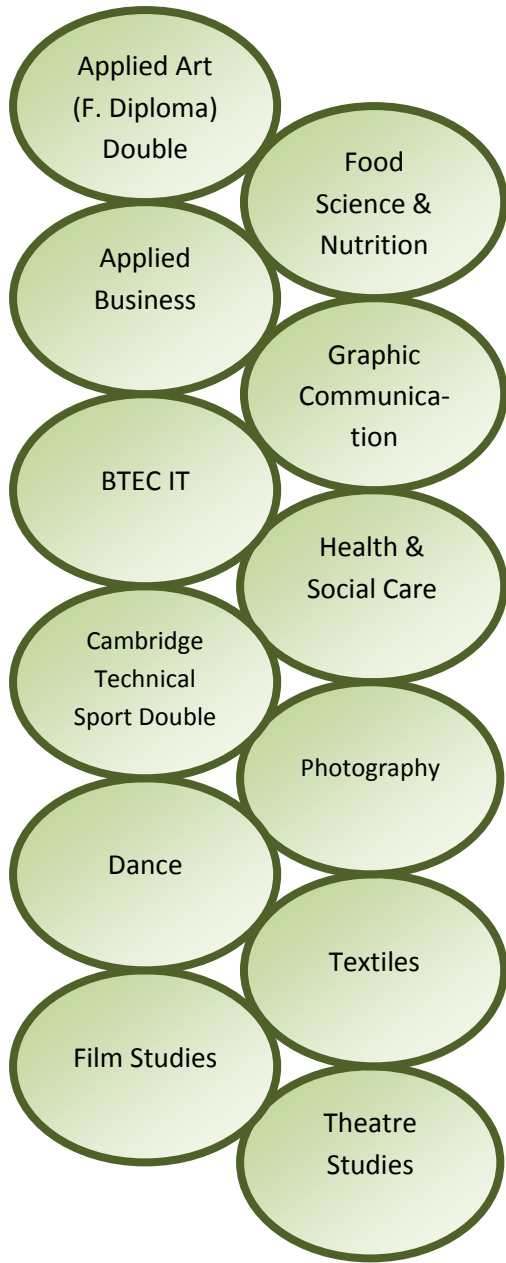 Applied Art
(F. Diploma)
Double
Applied
Business
BTEC IT
Cambridge
Technical
Sport Double
Dance
Film Studies
Food
Science &
Nutrition
Graphic
Communica-
tion
Health &
Social Care
Photography
Textiles
Theatre
Studies